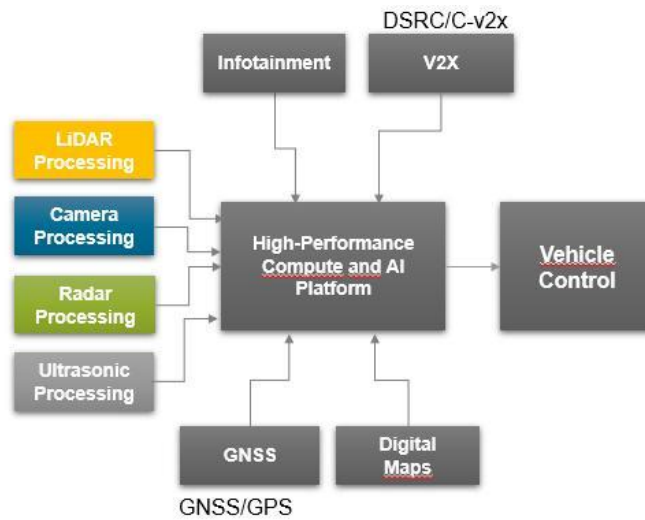 DSRC/C-v2x
Infotainment
V2X
LiDAR
Processing
Camera
Processing
Radar
Processing
Ultrasonic
Processing
High-Performance
Compute and AI
Platform
Vehicle
Control
GNSS
Digital
Maps
GNSS/GPS